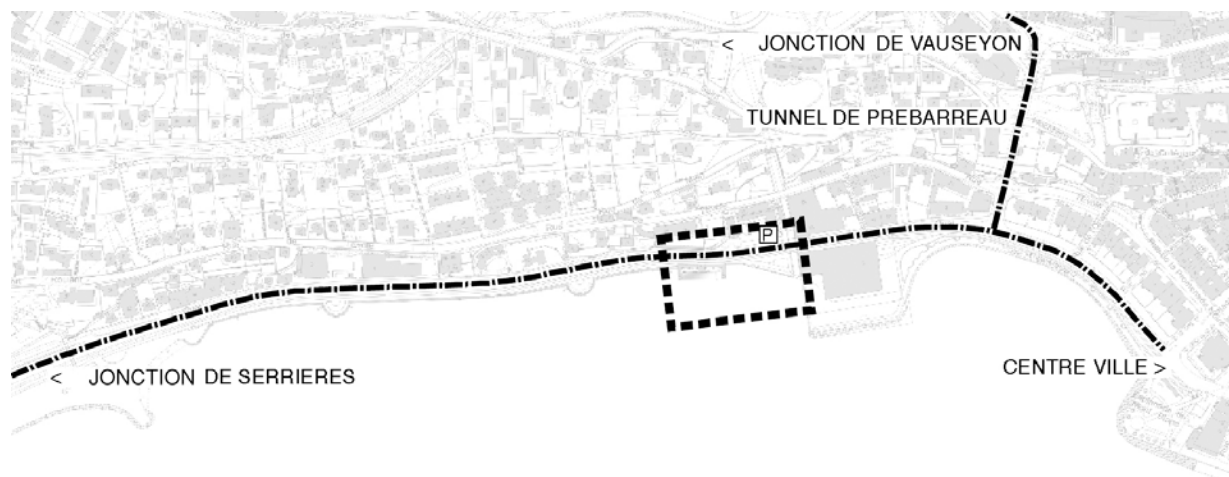 < JONCTION DE VAUSEYON
TUNNEL DE PREBARREAU
P
CENTRE VILLE >
< JONCTION DE SERRIERES